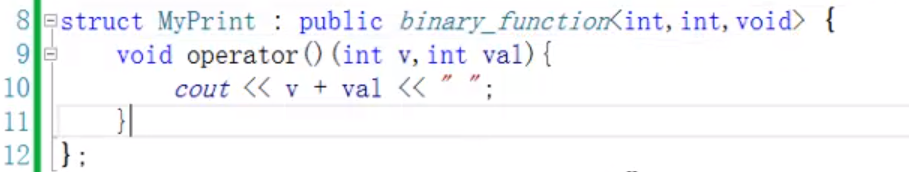 8 struct MyPrint : public binary_function<int,int,void> {
9 void operator()(int v,int val){
10 cout << v + val << " ";
11 }
12 };